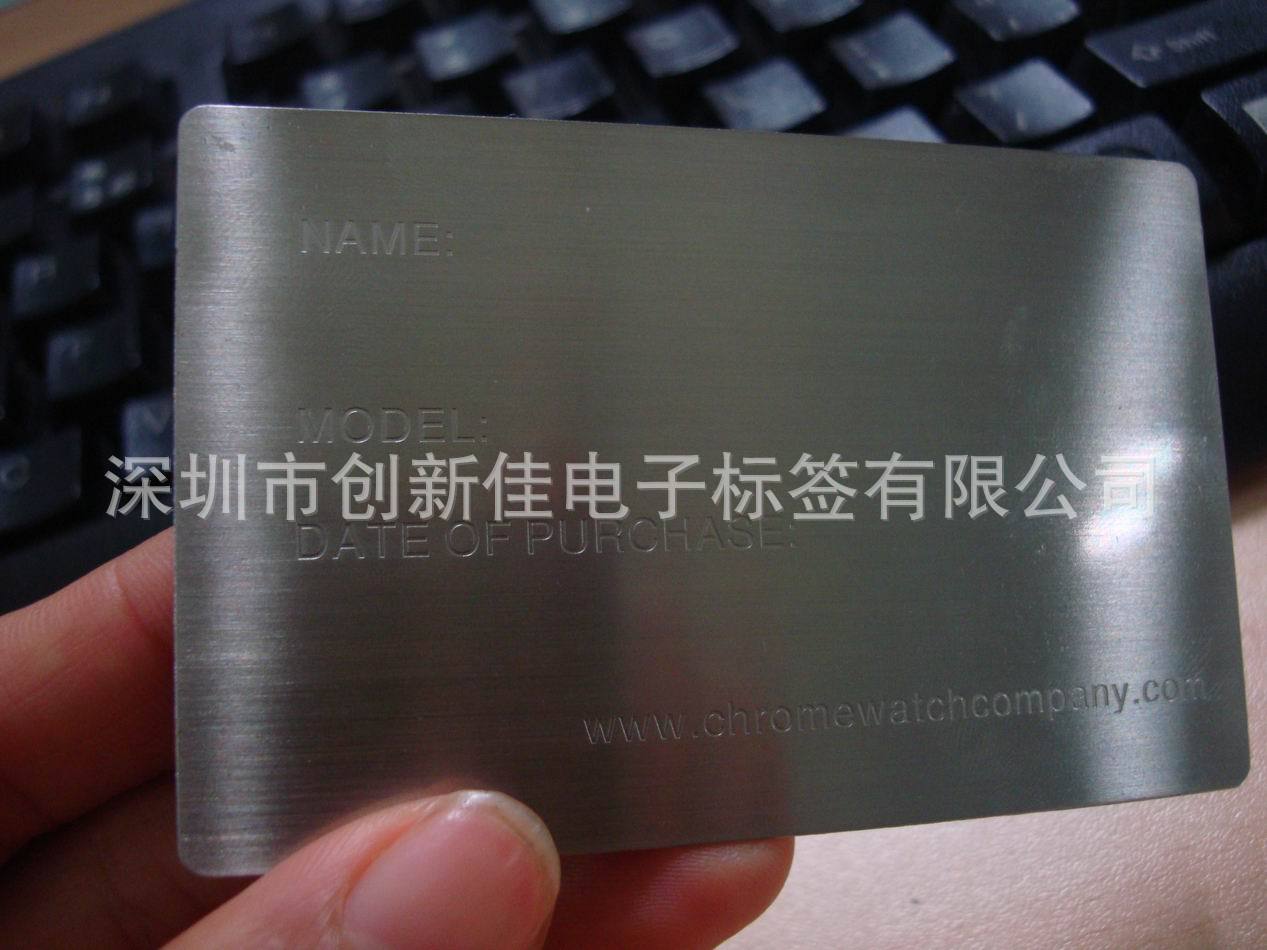 Shift
NAME:
MODEL:
深圳市创新佳电子标签有限公司
DATE OF PURCHASE:
www.chromewatchcompany.com